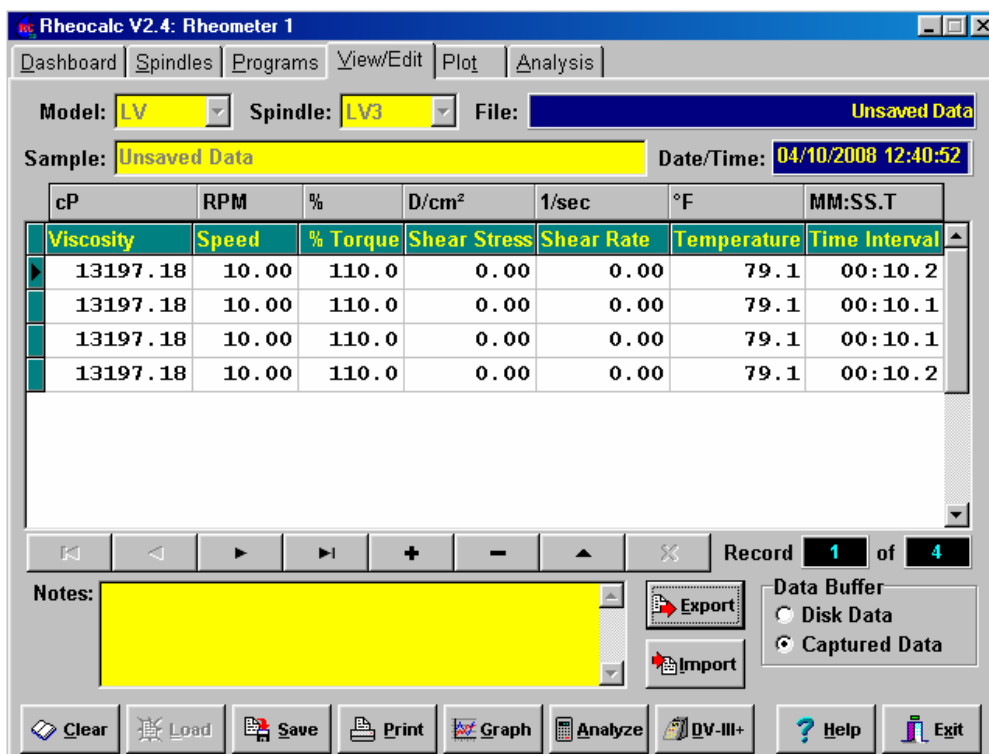 RC Rheocalc V2.4: Rheometer 1
Dashboard Spindles Programs View/Edit Plot Analysis
Model: LV Spindle: LV3 File: Unsaved Data
Sample: Unsaved Data Date/Time: 04/10/2008 12:40:52
cP RPM % D/cm² 1/sec °F MM:SS.T
Viscosity Speed % Torque Shear Stress Shear Rate Temperature Time Interval
13197.18 10.00 110.0 0.00 0.00 79.1 00:10.2
13197.18 10.00 110.0 0.00 0.00 79.1 00:10.1
13197.18 10.00 110.0 0.00 0.00 79.1 00:10.1
13197.18 10.00 110.0 0.00 0.00 79.1 00:10.2
Record 1 of 4
Notes: Export Data Buffer
Disk Data
Captured Data
Import
Clear Load Save Print Graph Analyze DV-III+ Help Exit